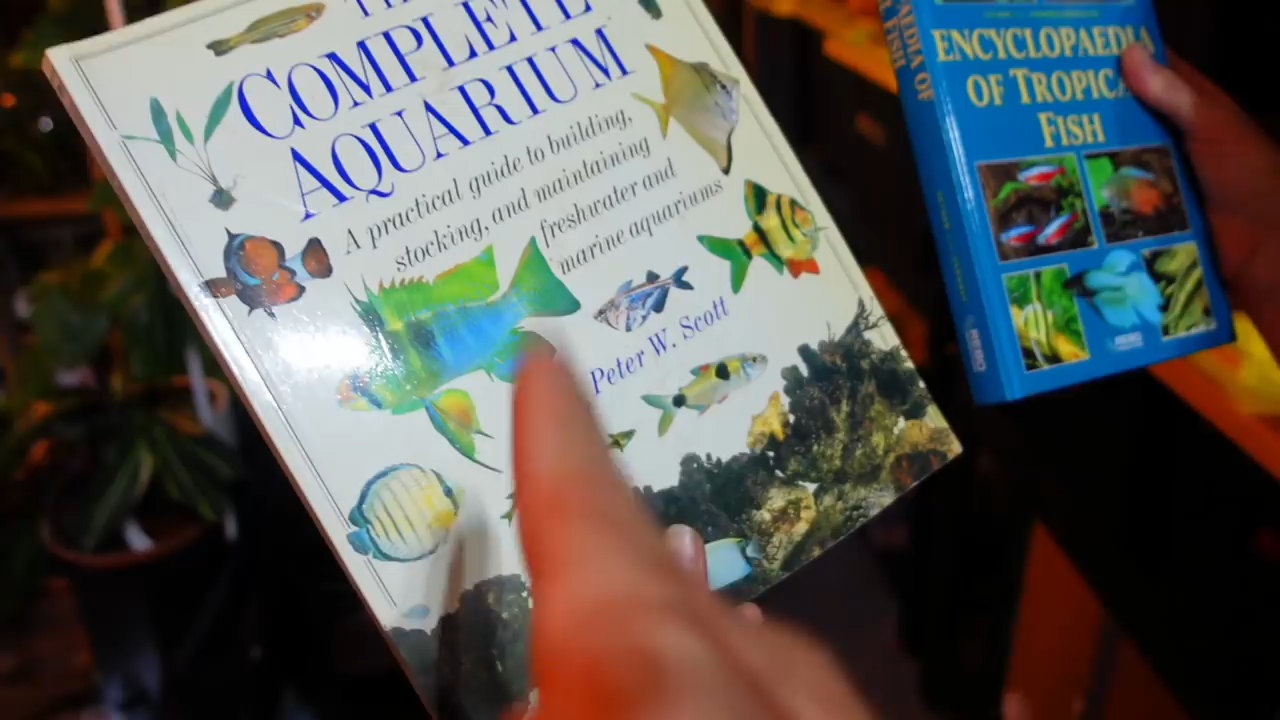 THE
COMPLETE
AQUARIUM
A practical guide to building,
stocking, and maintaining
freshwater and
marine aquariums
Peter W. Scott
ENCYCLOPAEDIA
OF TROPICAL
FISH